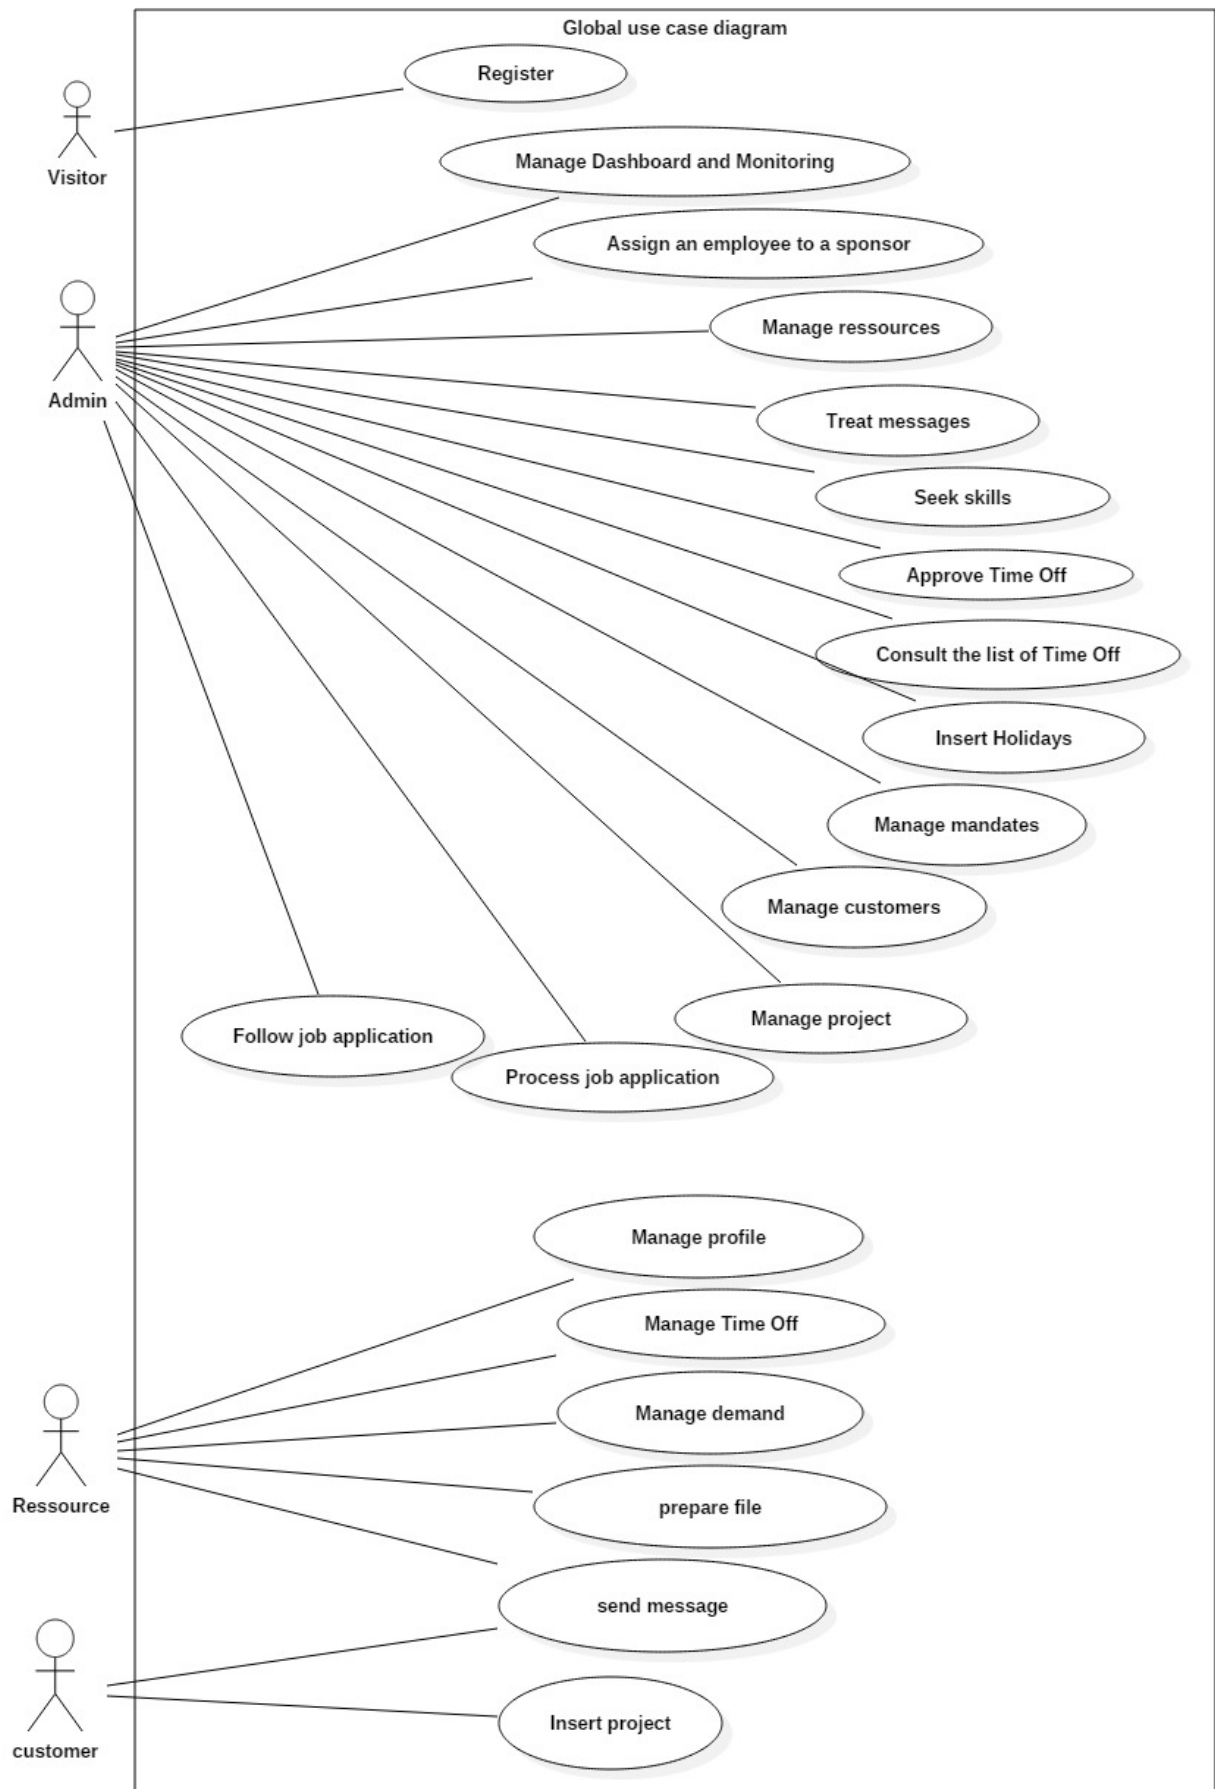 Global use case diagram
Register
Visitor
Manage Dashboard and Monitoring
Assign an employee to a sponsor
Manage ressources
Admin
Treat messages
Seek skills
Approve Time Off
Consult the list of Time Off
Insert Holidays
Manage mandates
Manage customers
Manage project
Follow job application
Process job application
Manage profile
Manage Time Off
Manage demand
Ressource
prepare file
send message
Insert project
customer